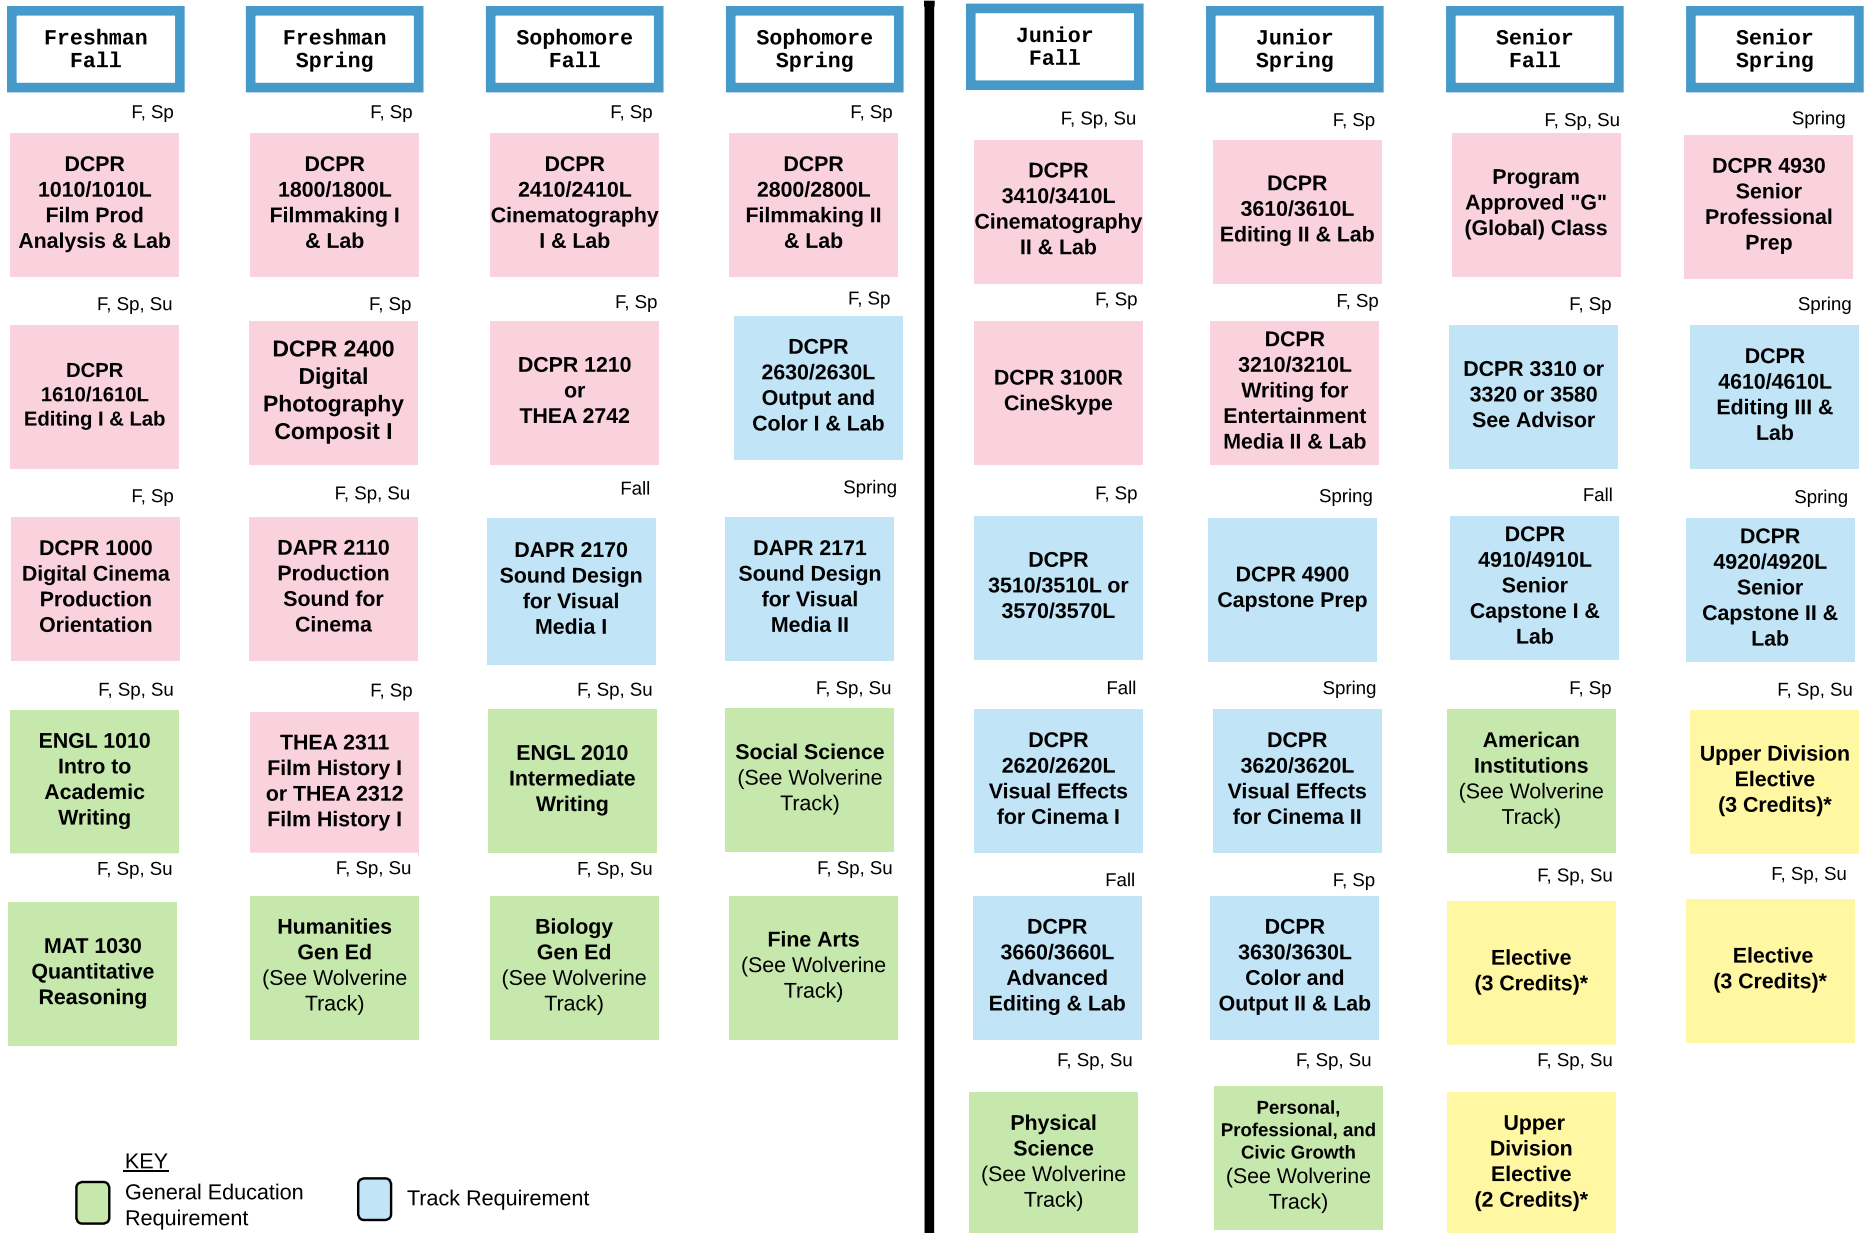 Freshman
Fall
F, Sp
DCPR
1010/1010L
Film Prod
Analysis & Lab
F, Sp, Su
DCPR
1610/1610L
Editing I & Lab
F, Sp
DCPR 1000
Digital Cinema
Production
Orientation
F, Sp, Su
ENGL 1010
Intro to
Academic
Writing
F, Sp, Su
MAT 1030
Quantitative
Reasoning
Freshman
Spring
F, Sp
DCPR
1800/1800L
Filmmaking I
& Lab
F, Sp
DCPR 2400
Digital
Photography
Composit I
F, Sp, Su
DAPR 2110
Production
Sound for
Cinema
F, Sp
THEA 2311
Film History I
or THEA 2312
Film History I
F, Sp, Su
Humanities
Gen Ed
(See Wolverine
Track)
Sophomore
Fall
F, Sp
DCPR
2410/2410L
Cinematography
I & Lab
F, Sp
DCPR 1210
or
THEA 2742
Fall
DAPR 2170
Sound Design
for Visual
Media I
F, Sp, Su
ENGL 2010
Intermediate
Writing
F, Sp, Su
Biology
Gen Ed
(See Wolverine
Track)
Sophomore
Spring
F, Sp
DCPR
2800/2800L
Filmmaking II
& Lab
F, Sp
DCPR
2630/2630L
Output and
Color I & Lab
Spring
DAPR 2171
Sound Design
for Visual
Media II
F, Sp, Su
Social Science
(See Wolverine
Track)
F, Sp, Su
Fine Arts
(See Wolverine
Track)
Junior
Fall
F, Sp, Su
DCPR
3410/3410L
Cinematography
II & Lab
F, Sp
DCPR 3100R
CineSkype
F, Sp
DCPR
3510/3510L or
3570/3570L
Fall
DCPR
2620/2620L
Visual Effects
for Cinema I
Fall
DCPR
3660/3660L
Advanced
Editing & Lab
F, Sp, Su
Physical
Science
(See Wolverine
Track)
Junior
Spring
F, Sp
DCPR
3610/3610L
Editing II & Lab
F, Sp
DCPR
3210/3210L
Writing for
Entertainment
Media II & Lab
Spring
DCPR 4900
Capstone Prep
Spring
DCPR
3620/3620L
Visual Effects
for Cinema II
F, Sp
DCPR
3630/3630L
Color and
Output II & Lab
F, Sp, Su
Personal,
Professional, and
Civic Growth
(See Wolverine
Track)
Senior
Fall
F, Sp, Su
Program
Approved "G"
(Global) Class
F, Sp
DCPR 3310 or
3320 or 3580
See Advisor
Fall
DCPR
4910/4910L
Senior
Capstone I &
Lab
F, Sp
American
Institutions
(See Wolverine
Track)
F, Sp, Su
Elective
(3 Credits)*
F, Sp, Su
Upper
Division
Elective
(2 Credits)*
Senior
Spring
Spring
DCPR 4930
Senior
Professional
Prep
Spring
DCPR
4610/4610L
Editing III &
Lab
Spring
DCPR
4920/4920L
Senior
Capstone II &
Lab
F, Sp, Su
Upper Division
Elective
(3 Credits)*
F, Sp, Su
Elective
(3 Credits)*
KEY
General Education
Requirement
Track Requirement